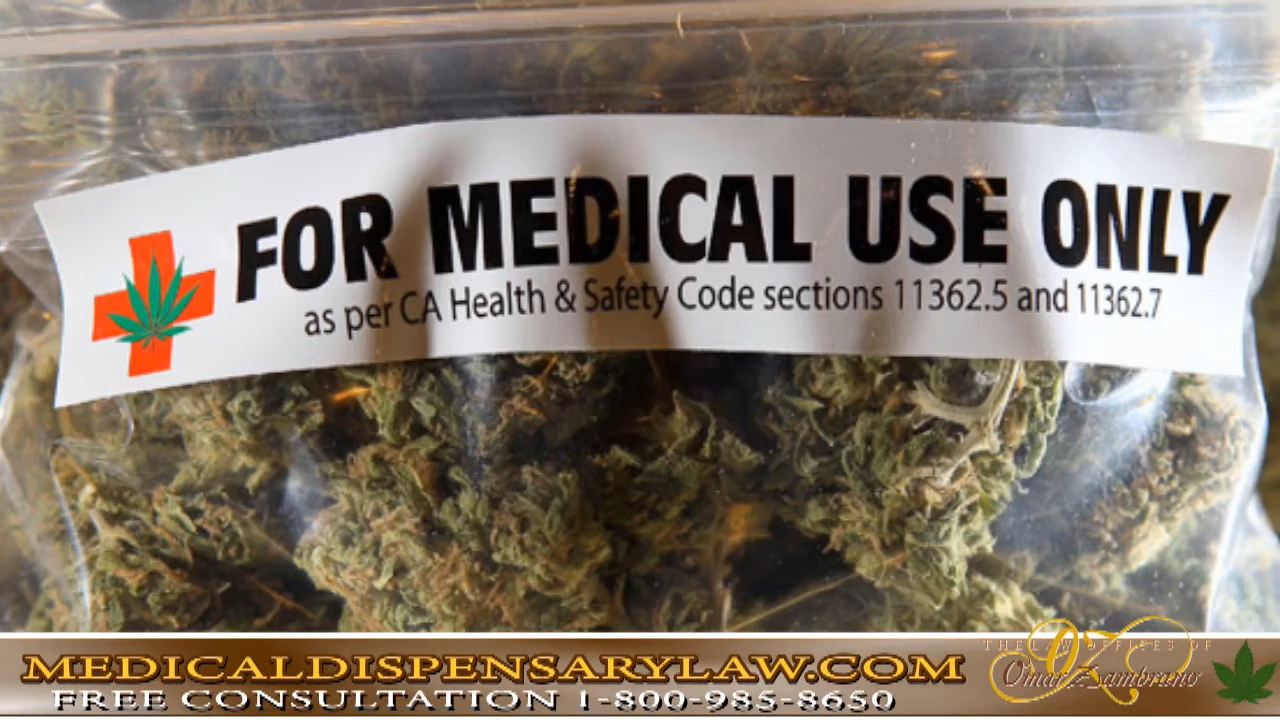 FOR MEDICAL USE ONLY
as per CA Health & Safety Code sections 11362.5 and 11362.7
MEDICALDISPENSARYLAW.COM
FREE CONSULTATION 1-800-985-8650
THE LAW OFFICES OF
Omar Zambrano